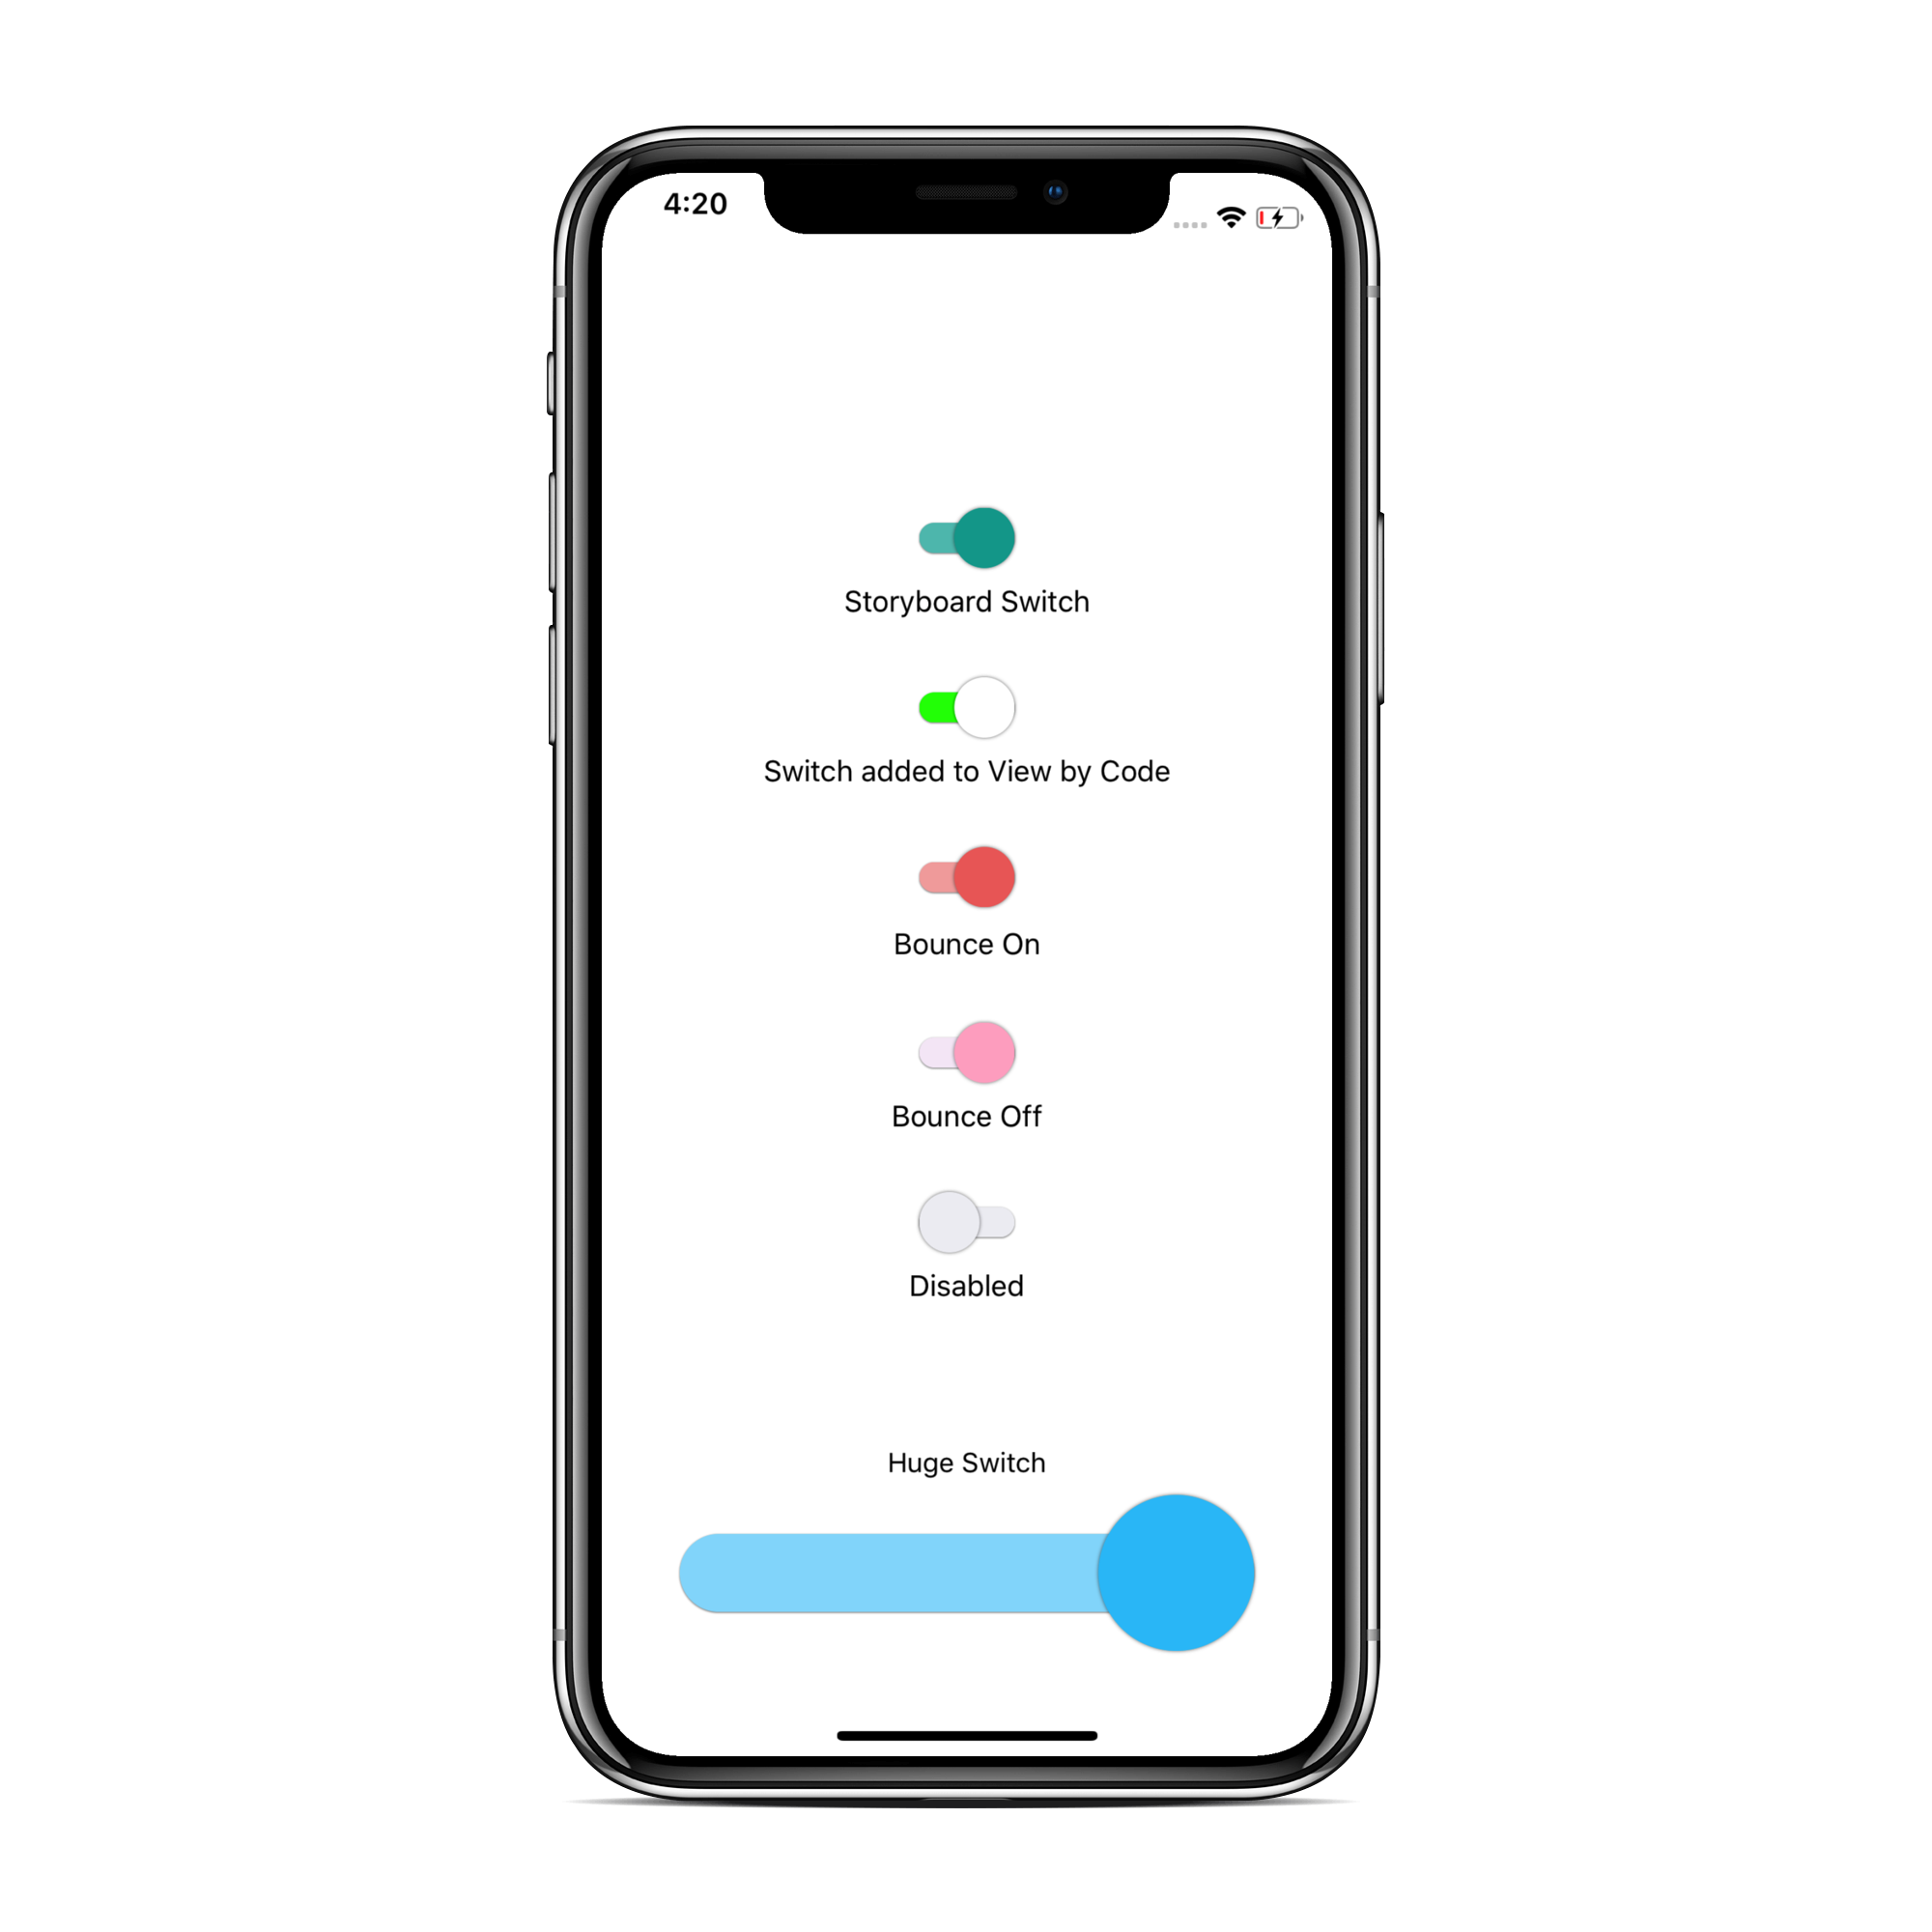 4:20
Storyboard Switch
Switch added to View by Code
Bounce On
Bounce Off
Disabled
Huge Switch